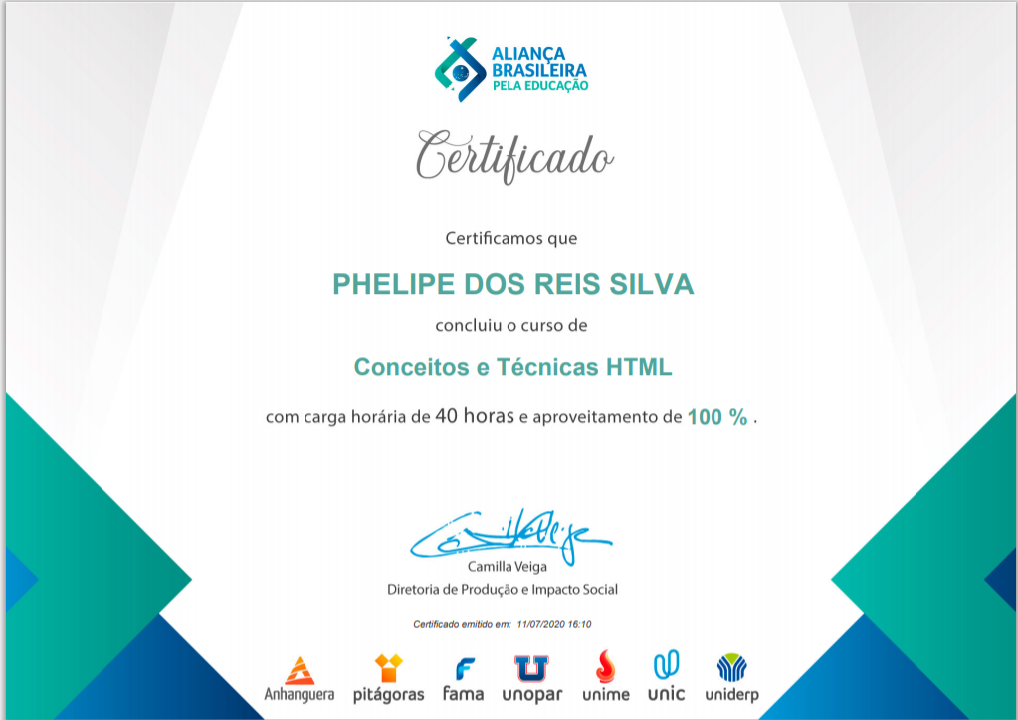 ALIANÇA
BRASILEIRA
PELA EDUCAÇÃO
Certificado
Certificamos que
PHELIPE DOS REIS SILVA
concluiu o curso de
Conceitos e Técnicas HTML
com carga horária de 40 horas e aproveitamento de 100 % .
Camilla Veiga
Diretoria de Produção e Impacto Social
Certificado emitido em: 11/07/2020 16:10
Anhanguera pitágoras fama unopar unime unic uniderp